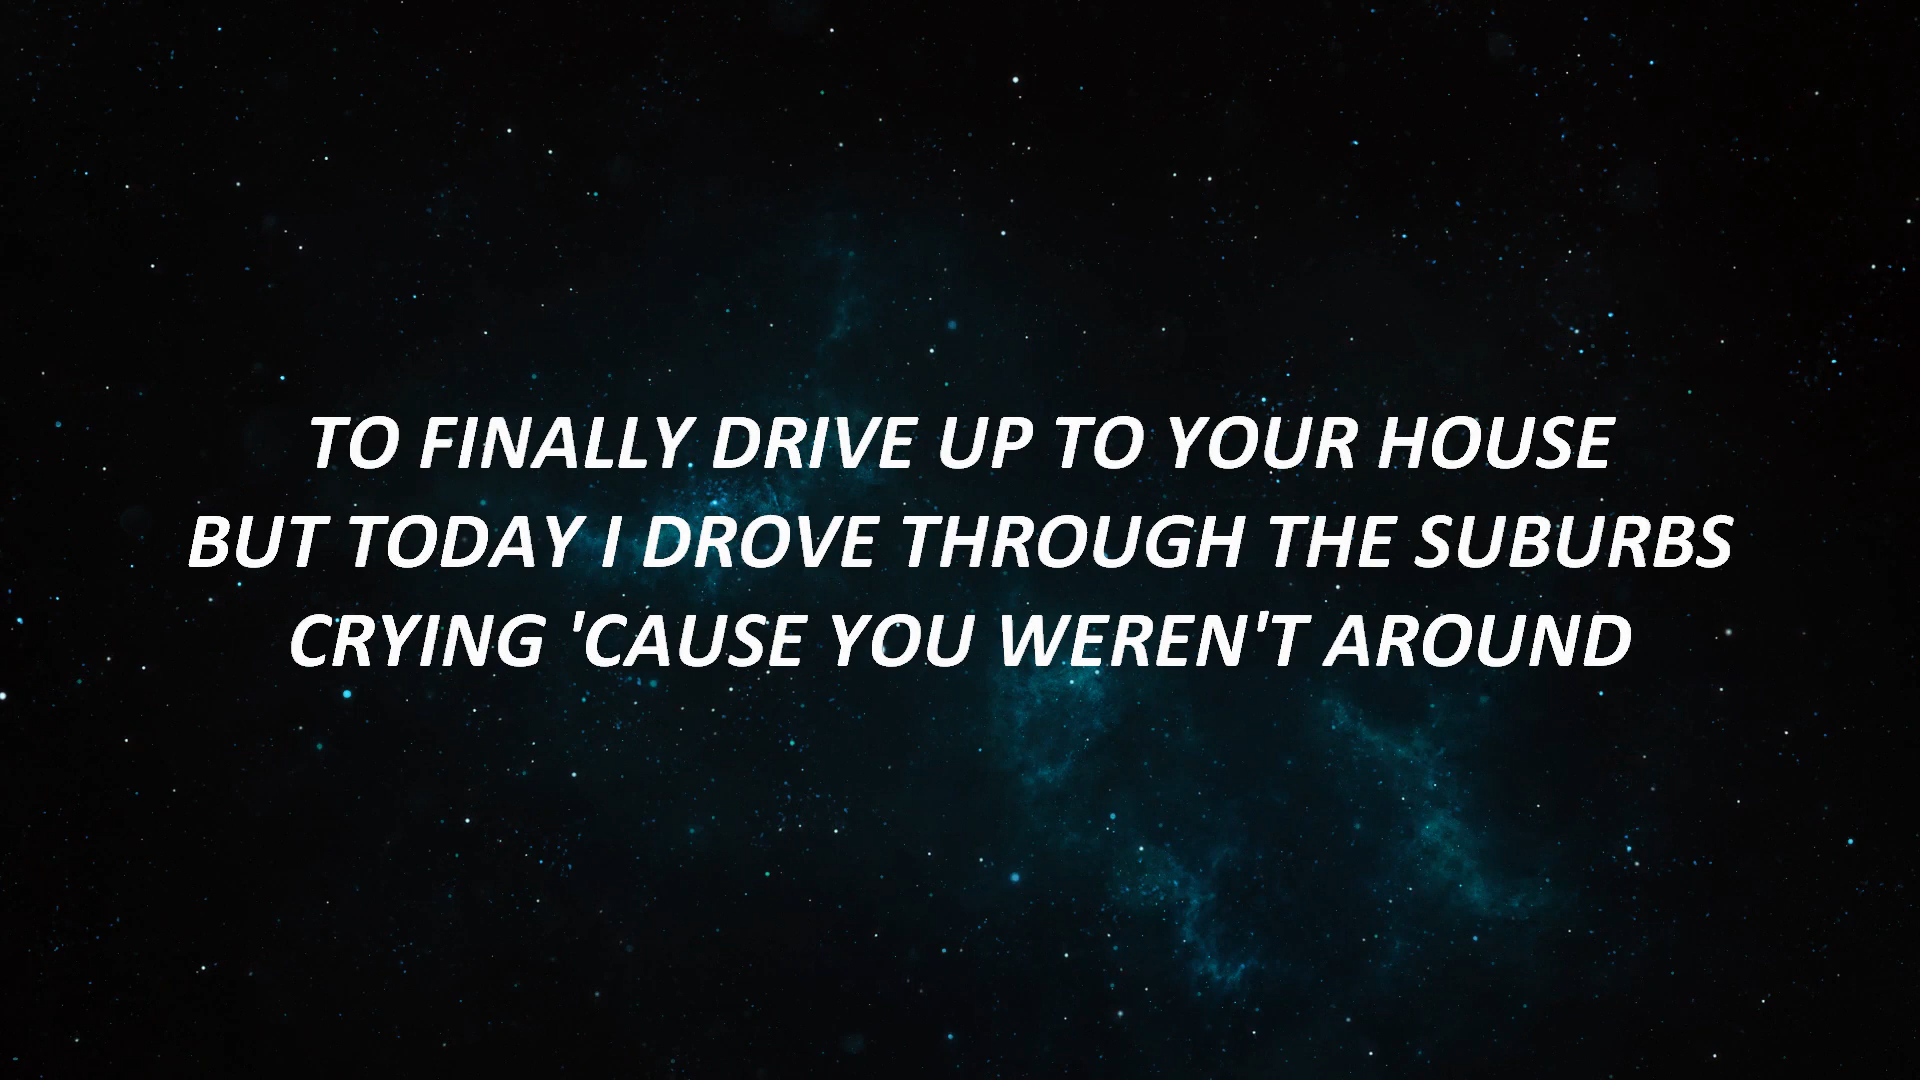 TO FINALLY DRIVE UP TO YOUR HOUSE
BUT TODAY I DROVE THROUGH THE SUBURBS
CRYING 'CAUSE YOU WEREN'T AROUND